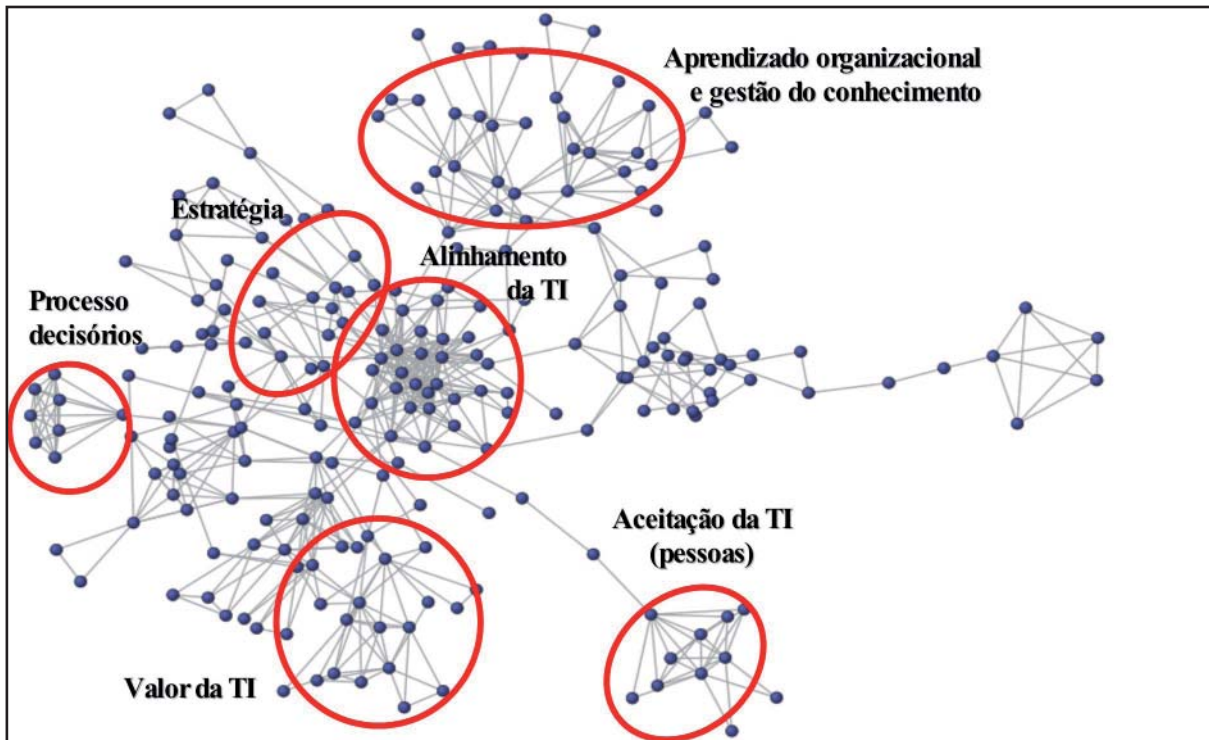 Aprendizado organizacional
e gestão do conhecimento
Estratégia
Alinhamento
da TI
Processo
decisórios
Aceitação da TI
(pessoas)
Valor da TI